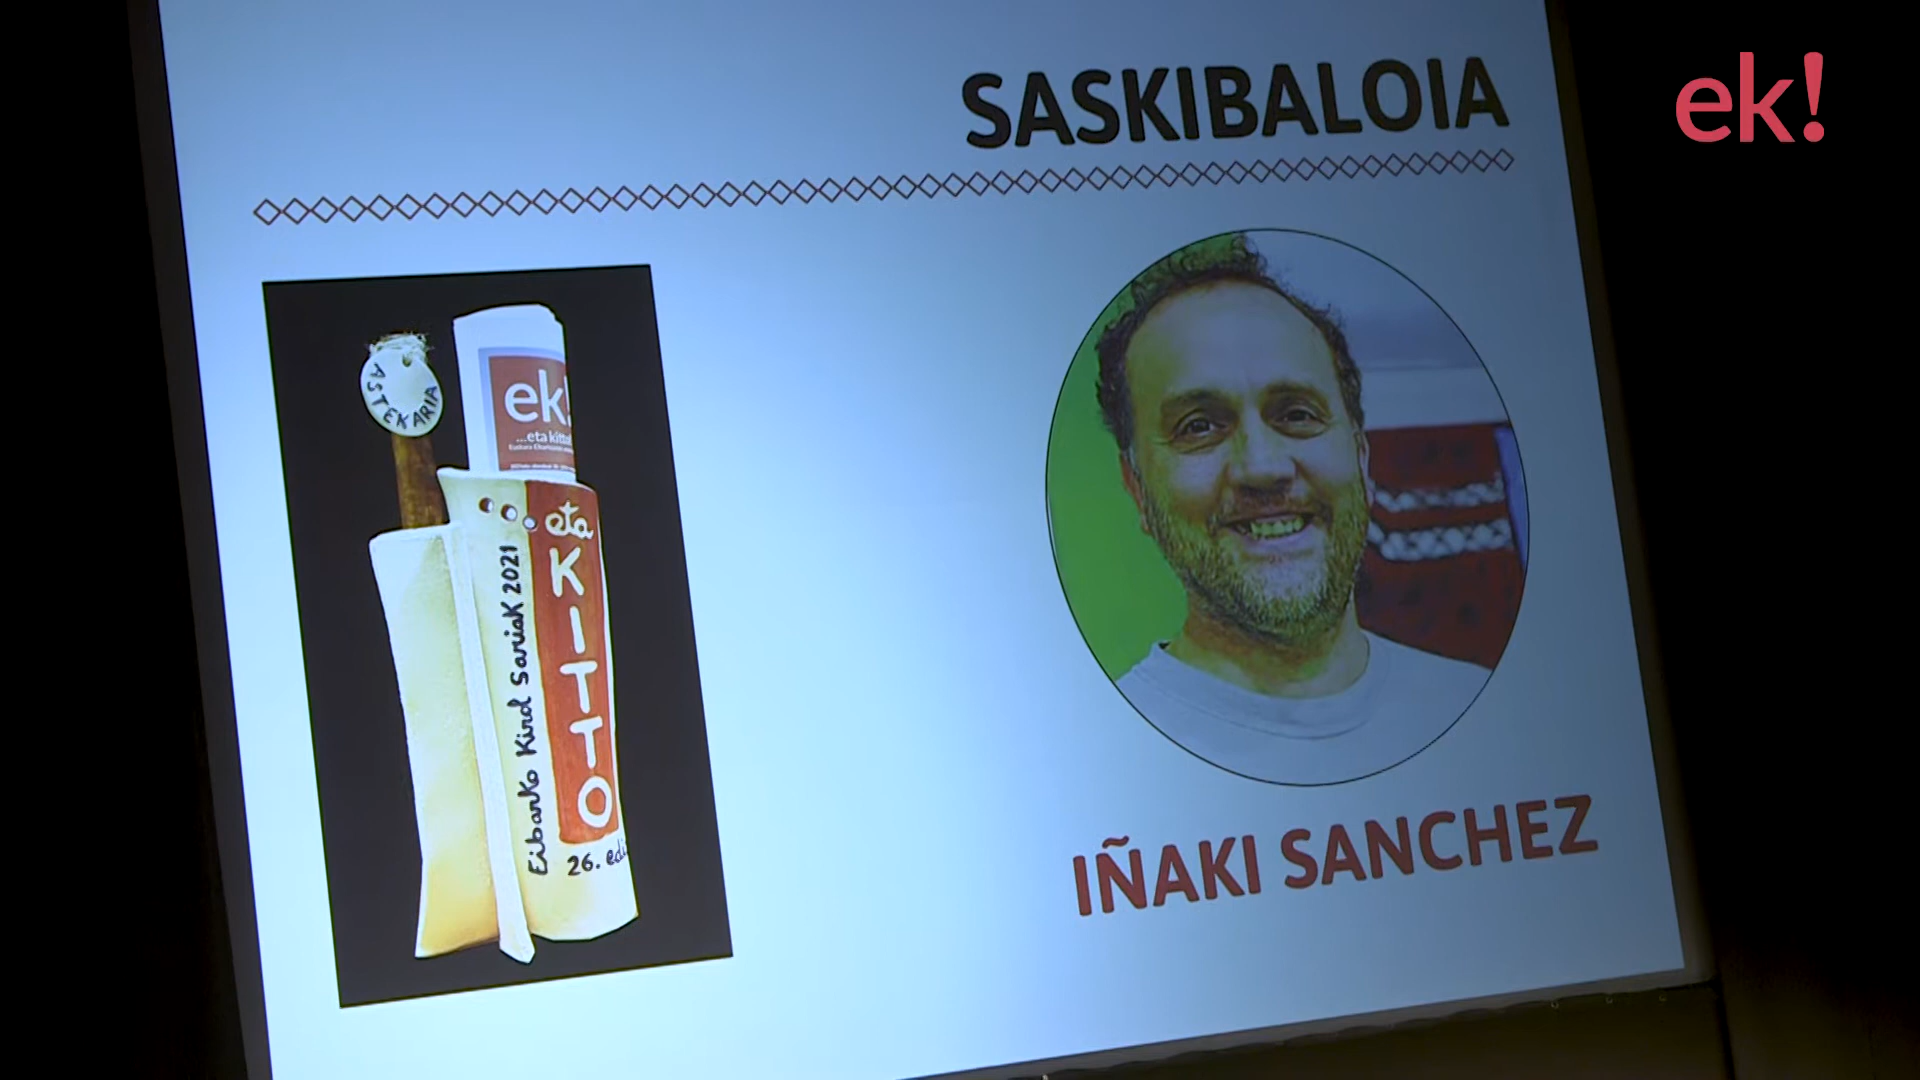 ek!
SASKIBALOIA
ASTEKARIA
ek!
...eta kitto!
...eta
KITTO
Eibarko Kirol Sariak 2021
26. edi
IÑAKI SANCHEZ